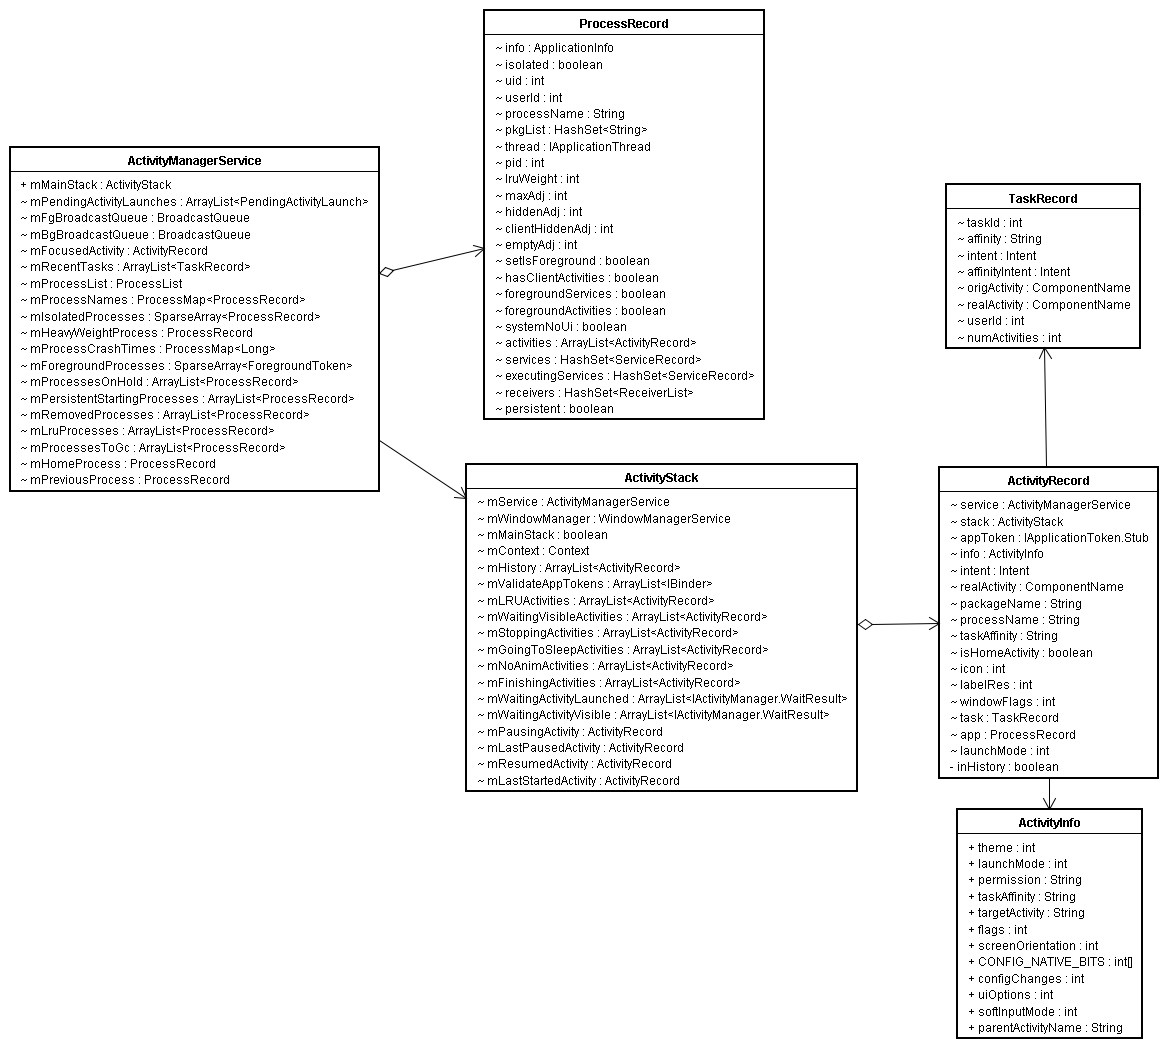 ProcessRecord
~ info : ApplicationInfo
~ isolated : boolean
~ uid : int
~ userId : int
~ processName : String
~ pkgList : HashSet<String>
~ thread : IApplicationThread
~ pid : int
~ lruWeight : int
~ maxAdj : int
~ hiddenAdj : int
~ clientHiddenAdj : int
~ emptyAdj : int
~ setIsForeground : boolean
~ hasClientActivities : boolean
~ foregroundServices : boolean
~ foregroundActivities : boolean
~ systemNoUi : boolean
~ activities : ArrayList<ActivityRecord>
~ services : HashSet<ServiceRecord>
~ executingServices : HashSet<ServiceRecord>
~ receivers : HashSet<ReceiverList>
~ persistent : boolean
ActivityManagerService
+ mMainStack : ActivityStack
~ mPendingActivityLaunches : ArrayList<PendingActivityLaunch>
~ mFgBroadcastQueue : BroadcastQueue
~ mBgBroadcastQueue : BroadcastQueue
~ mFocusedActivity : ActivityRecord
~ mRecentTasks : ArrayList<TaskRecord>
~ mProcessList : ProcessList
~ mProcessNames : ProcessMap<ProcessRecord>
~ mIsolatedProcesses : SparseArray<ProcessRecord>
~ mHeavyWeightProcess : ProcessRecord
~ mProcessCrashTimes : ProcessMap<Long>
~ mForegroundProcesses : SparseArray<ForegroundToken>
~ mProcessesOnHold : ArrayList<ProcessRecord>
~ mPersistentStartingProcesses : ArrayList<ProcessRecord>
~ mRemovedProcesses : ArrayList<ProcessRecord>
~ mLruProcesses : ArrayList<ProcessRecord>
~ mProcessesToGc : ArrayList<ProcessRecord>
~ mHomeProcess : ProcessRecord
~ mPreviousProcess : ProcessRecord
TaskRecord
~ taskId : int
~ affinity : String
~ intent : Intent
~ affinityIntent : Intent
~ origActivity : ComponentName
~ realActivity : ComponentName
~ userId : int
~ numActivities : int
ActivityStack
~ mService : ActivityManagerService
~ mWindowManager : WindowManagerService
~ mMainStack : boolean
~ mContext : Context
~ mHistory : ArrayList<ActivityRecord>
~ mValidateAppTokens : ArrayList<IBinder>
~ mLRUActivities : ArrayList<ActivityRecord>
~ mWaitingVisibleActivities : ArrayList<ActivityRecord>
~ mStoppingActivities : ArrayList<ActivityRecord>
~ mGoingToSleepActivities : ArrayList<ActivityRecord>
~ mNoAnimActivities : ArrayList<ActivityRecord>
~ mFinishingActivities : ArrayList<ActivityRecord>
~ mWaitingActivityLaunched : ArrayList<IActivityManager.WaitResult>
~ mWaitingActivityVisible : ArrayList<IActivityManager.WaitResult>
~ mPausingActivity : ActivityRecord
~ mLastPausedActivity : ActivityRecord
~ mResumedActivity : ActivityRecord
~ mLastStartedActivity : ActivityRecord
ActivityRecord
~ service : ActivityManagerService
~ stack : ActivityStack
~ appToken : IApplicationToken.Stub
~ info : ActivityInfo
~ intent : Intent
~ realActivity : ComponentName
~ packageName : String
~ processName : String
~ taskAffinity : String
~ isHomeActivity : boolean
~ icon : int
~ labelRes : int
~ windowFlags : int
~ task : TaskRecord
~ app : ProcessRecord
~ launchMode : int
- inHistory : boolean
ActivityInfo
+ theme : int
+ launchMode : int
+ permission : String
+ taskAffinity : String
+ targetActivity : String
+ flags : int
+ screenOrientation : int
+ CONFIG_NATIVE_BITS : int[]
+ configChanges : int
+ uiOptions : int
+ softInputMode : int
+ parentActivityName : String